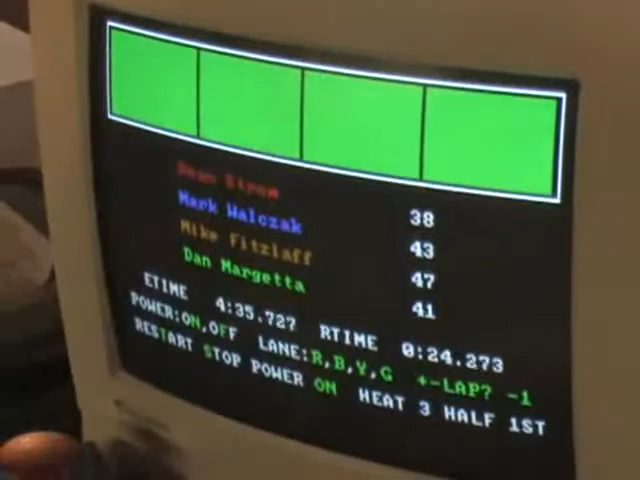 Dean Sipow 38
Mark Walczak 43
Mike Fitzlaff 47
Dan Margetta 41
ETIME 4:35.727 RTIME 0:24.273
POWER:ON,OFF LANE:R,B,Y,G +-LAP? -1
RESTART STOP POWER ON HEAT 3 HALF 1ST